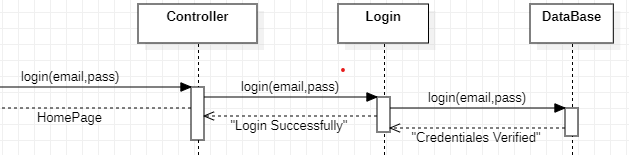 Controller
Login
DataBase
login(email,pass)
login(email,pass)
login(email,pass)
HomePage
"Login Successfully"
"Credentiales Verified"